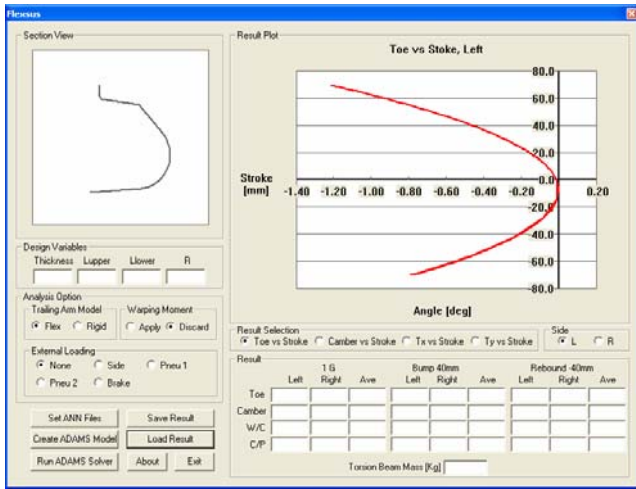 Flexsus
Section View
Design Variables
Thickness Lupper Llower R
Analysis Option
Trailing Arm Model
Flex Rigid
Warping Moment
Apply Discard
External Loading
None Side Pneu 1
Pneu 2 Brake
Set ANN Files Save Result
Create ADAMS Model Load Result
Run ADAMS Solver About Exit
Result Plot
Toe vs Stoke, Left
80.0
60.0
40.0
20.0
0.0
-20.0
-40.0
-60.0
-80.0
Stroke
[mm]
-1.40 -1.20 -1.00 -0.80 -0.60 -0.40 -0.20 0.20
Angle [deg]
Result Selection
Toe vs Stroke Camber vs Stroke Tx vs Stroke Ty vs Stroke
Side
L R
Result
1 G Bump 40mm Rebound -40mm
Left Right Ave Left Right Ave Left Right Ave
Toe
Camber
W/C
C/P
Torsion Beam Mass [Kg]